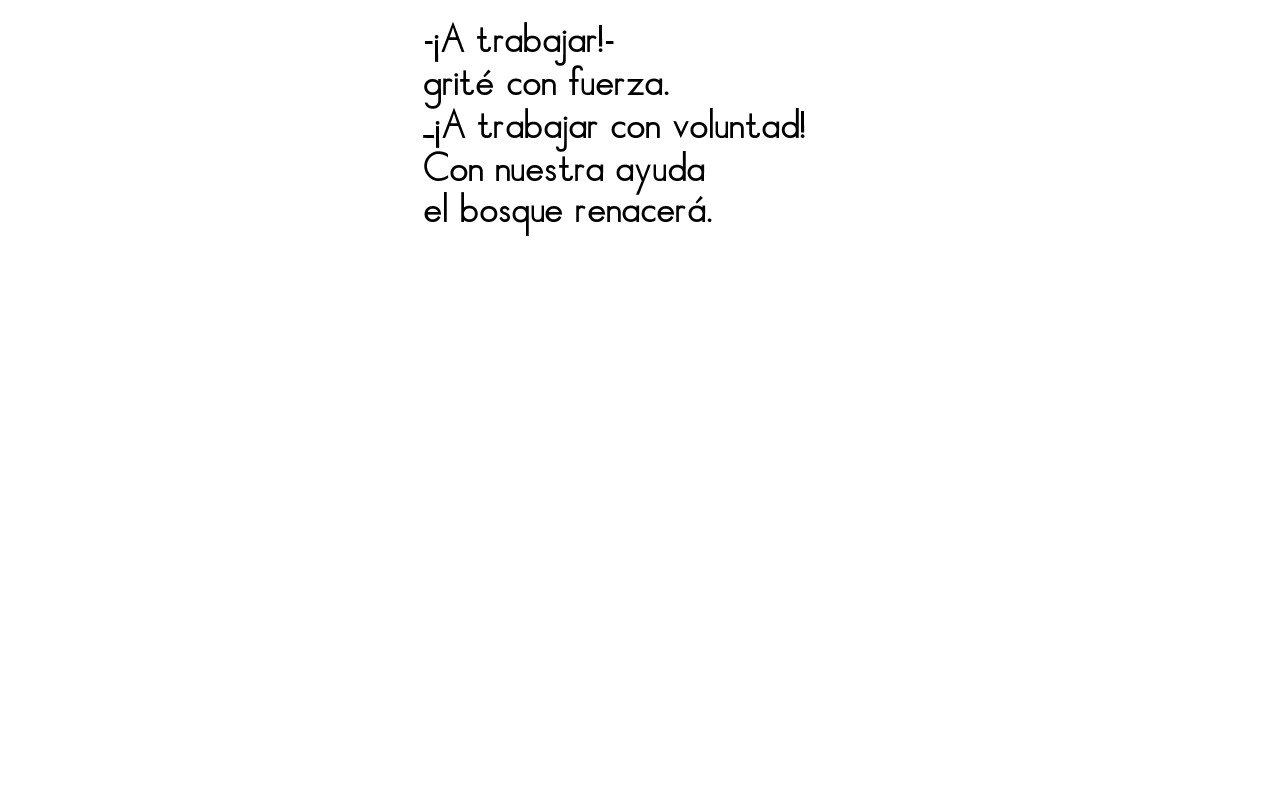 -¡A trabajar!-
grité con fuerza.
_¡A trabajar con voluntad!
Con nuestra ayuda
el bosque renacerá.